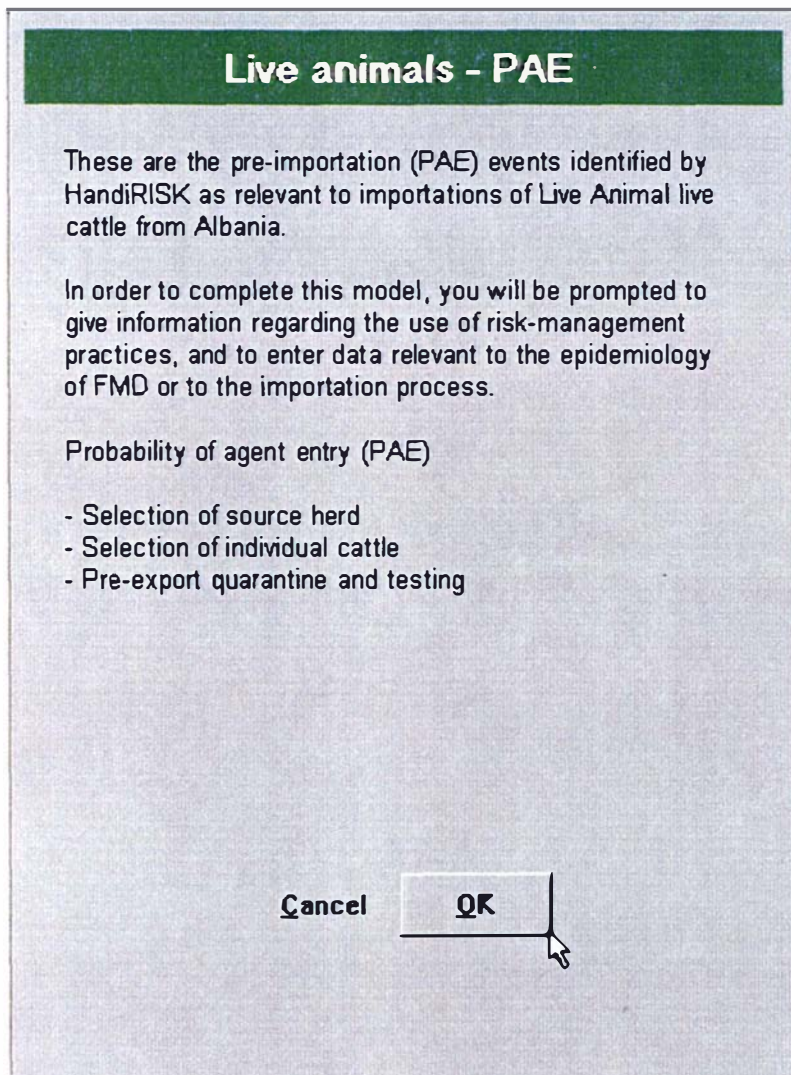 Live animals - PAE
These are the pre-importation (PAE) events identified by
HandiRISK as relevant to importations of Live Animal live
cattle from Albania.
In order to complete this model, you will be prompted to
give information regarding the use of risk-management
practices, and to enter data relevant to the epidemiology
of FMD or to the importation process.
Probability of agent entry (PAE)
- Selection of source herd
- Selection of individual cattle
- Pre-export quarantine and testing
Cancel OK